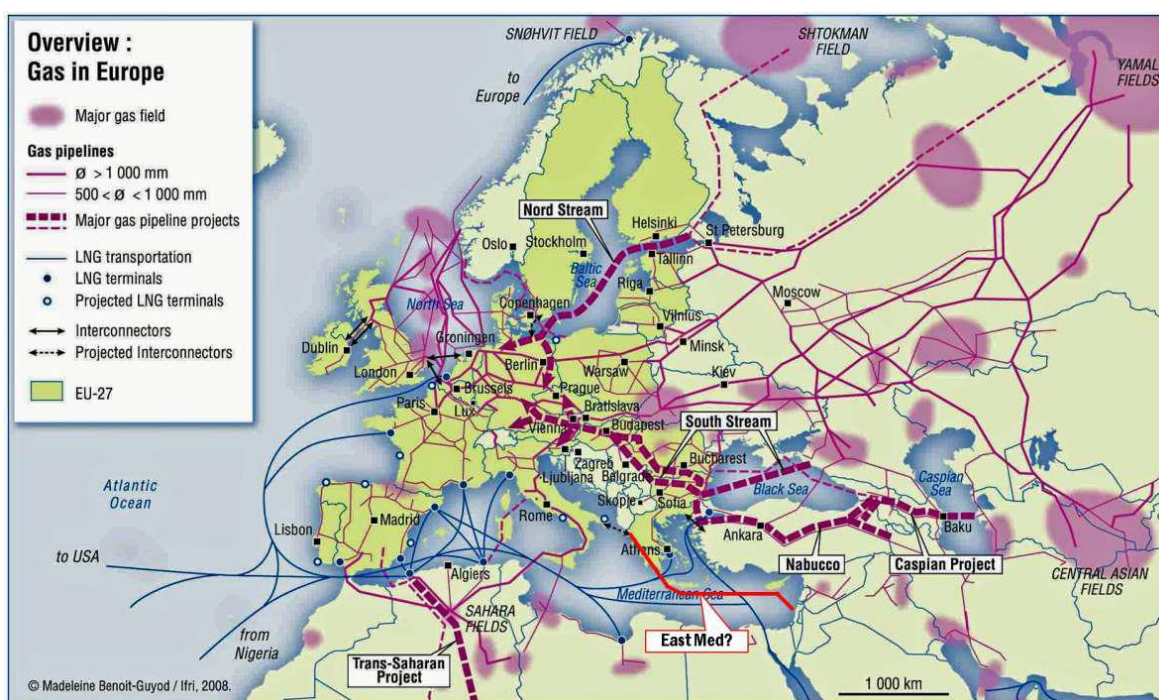 Overview :
Gas in Europe
Major gas field
Gas pipelines
ø > 1 000 mm
500 < ø < 1 000 mm
Major gas pipeline projects
LNG transportation
LNG terminals
Projected LNG terminals
Interconnectors
Projected Interconnectors
EU-27
SNØHVIT FIELD
to
Europe
SHTOKMAN
FIELD
YAMAL
FIELDS
Nord Stream
Helsinki
St Petersburg
Oslo
Stockholm
Tallinn
Baltic
Sea
Riga
Moscow
North Sea
Copenhagen
Vilnius
Groningen
Minsk
Dublin
Berlin
Warsaw
London
Kiév
Brussels
Prague
Paris
Lux
Bratislava
Vienna
Budapest
South Stream
Ljubljana
Zagreb
Belgrade
Bucharest
Black Sea
Caspian
Sea
Skopje
Sofia
Atlantic
Ocean
Madrid
Rome
Lisbon
Ankara
Baku
to USA
Athens
Nabucco
Caspian Project
Algiers
Mediterranean Sea
CENTRAL ASIAN
FIELDS
SAHARA
FIELDS
from
Nigeria
East Med?
Trans-Saharan
Project
1 000 km
© Madeleine Benoit-Guyod / Ifri, 2008.